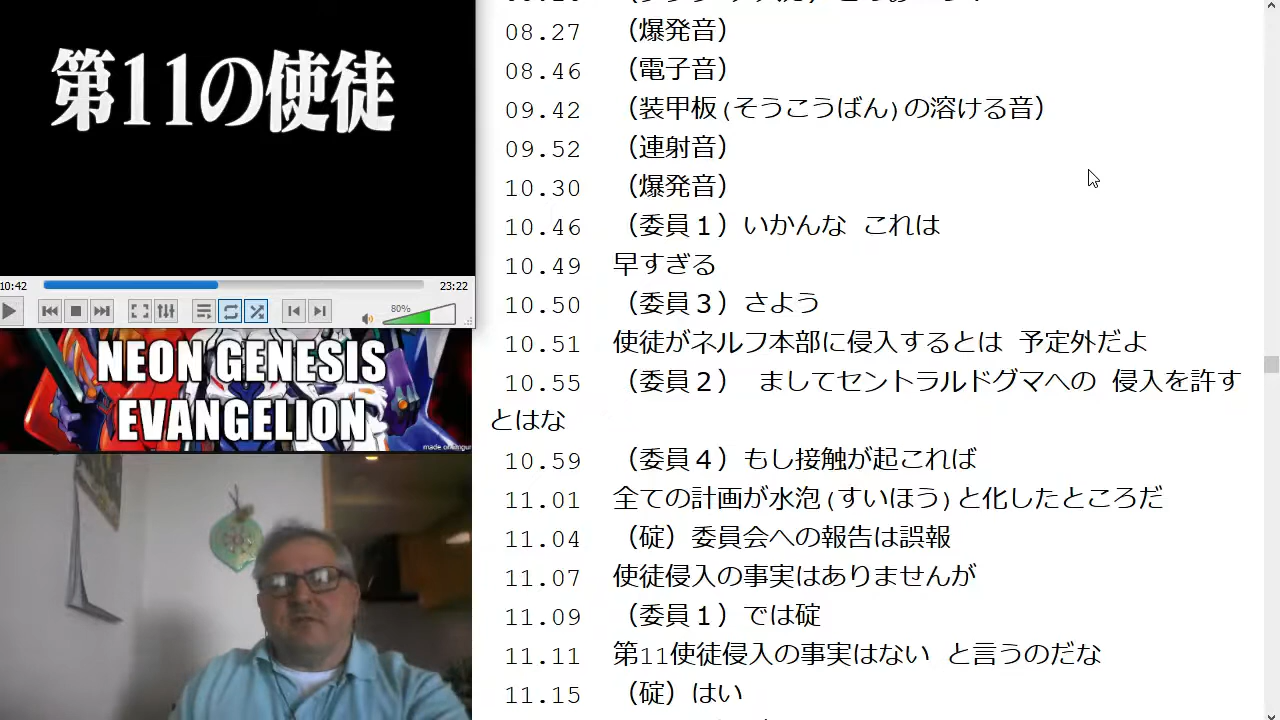 第11の使徒
10:42
23:22
80%
NEON GENESIS
EVANGELION
08.27 （爆発音）
08.46 （電子音）
09.42 （装甲板(そうこうばん)の溶ける音）
09.52 （連射音）
10.30 （爆発音）
10.46 （委員１）いかんな これは
10.49 早すぎる
10.50 （委員３）さよう
10.51 使徒がネルフ本部に侵入するとは 予定外だよ
10.55 （委員２） ましてセントラルドグマへの 侵入を許す
とはな
10.59 （委員４）もし接触が起これば
11.01 全ての計画が水泡(すいほう)と化したところだ
11.04 （碇）委員会への報告は誤報
11.07 使徒侵入の事実はありませんが
11.09 （委員１）では碇
11.11 第11使徒侵入の事実はない と言うのだな
11.15 （碇）はい